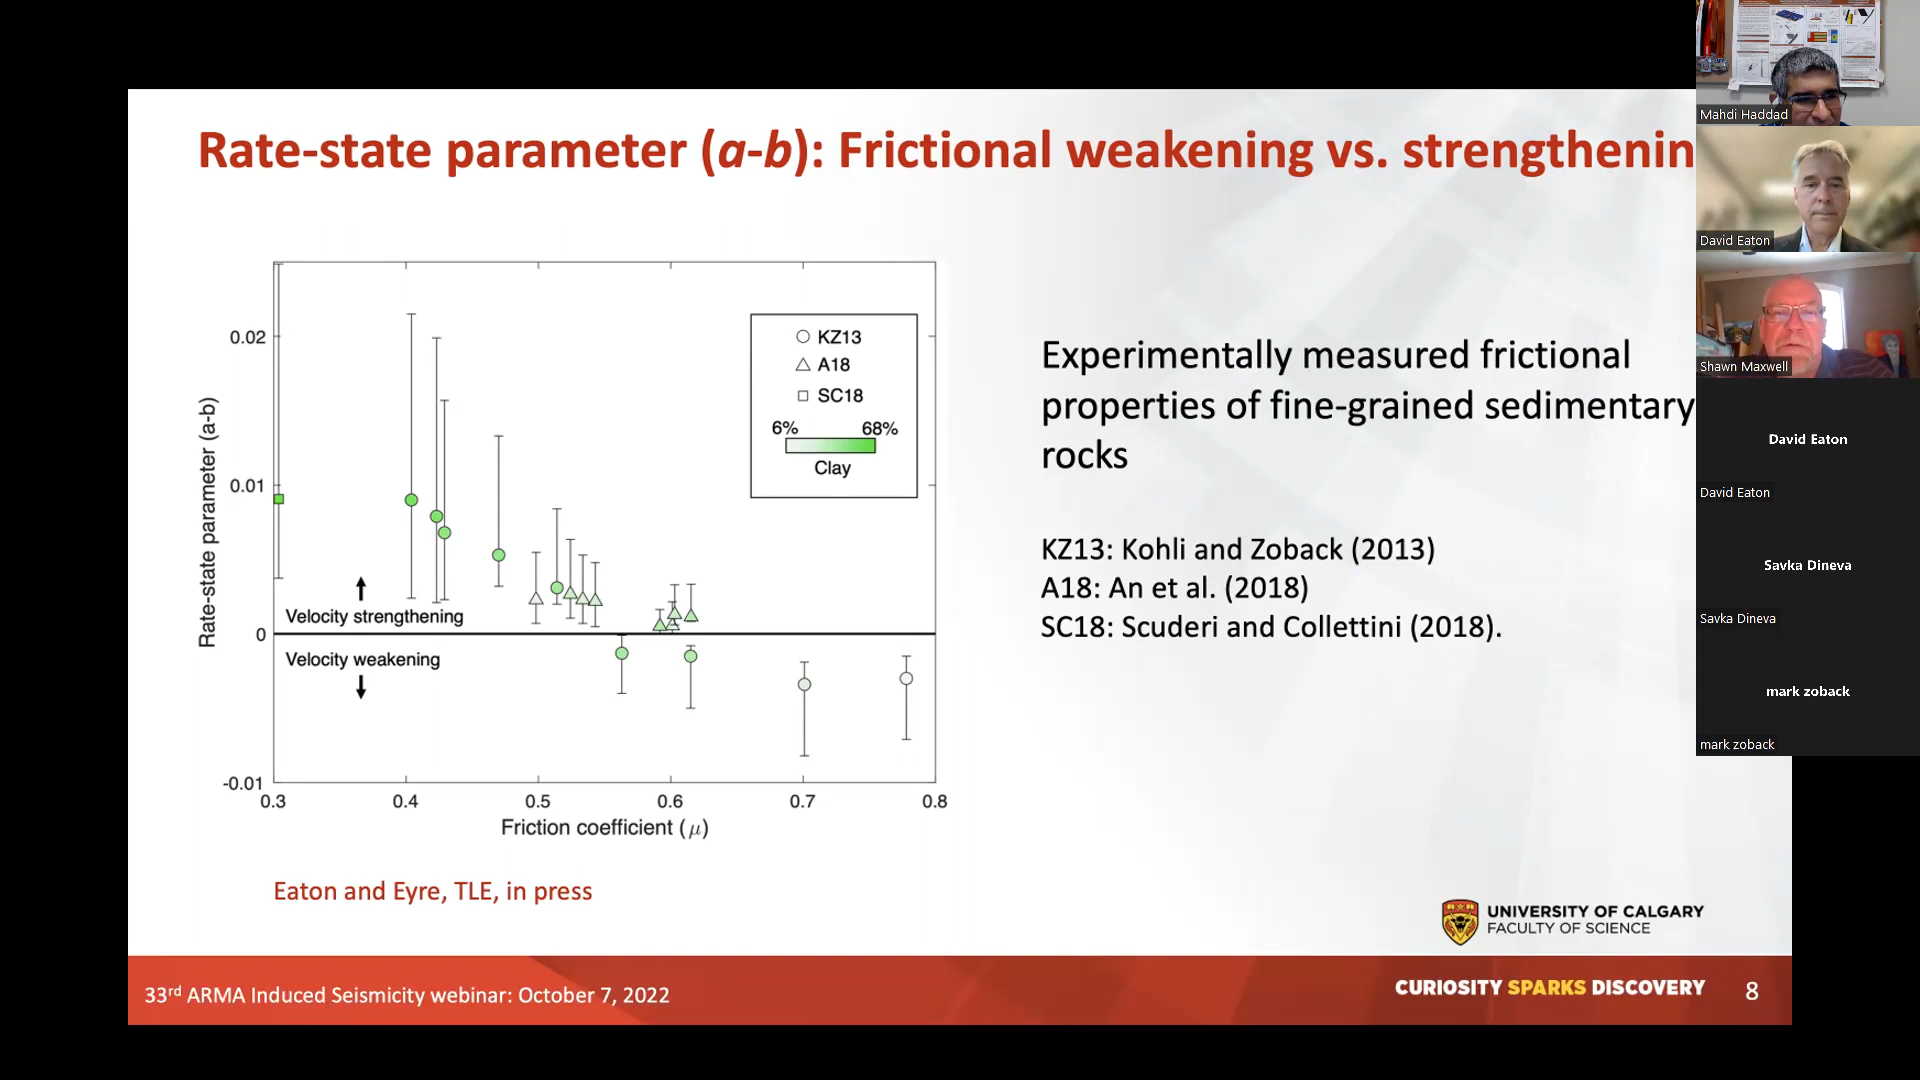 Rate-state parameter (a-b): Frictional weakening vs. strengthenin
0.02
0.01
0
-0.01
0.3
0.4
0.5
0.6
0.7
0.8
Rate-state parameter (a-b)
Friction coefficient (μ)
KZ13
A18
SC18
6%
68%
Clay
Velocity strengthening
Velocity weakening
Experimentally measured frictional
properties of fine-grained sedimentary
rocks
KZ13: Kohli and Zoback (2013)
A18: An et al. (2018)
SC18: Scuderi and Collettini (2018).
Eaton and Eyre, TLE, in press
UNIVERSITY OF CALGARY
FACULTY OF SCIENCE
33rd ARMA Induced Seismicity webinar: October 7, 2022
CURIOSITY SPARKS DISCOVERY
8
Mahdi Haddad
David Eaton
Shawn Maxwell
David Eaton
David Eaton
Savka Dineva
Savka Dineva
mark zoback
mark zoback